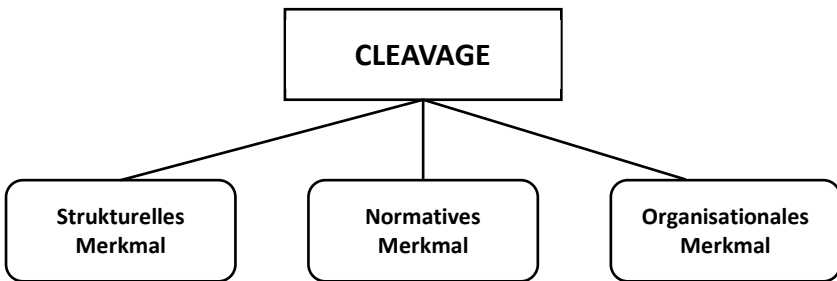 CLEAVAGE
Strukturelles
Merkmal
Normatives
Merkmal
Organisationales
Merkmal